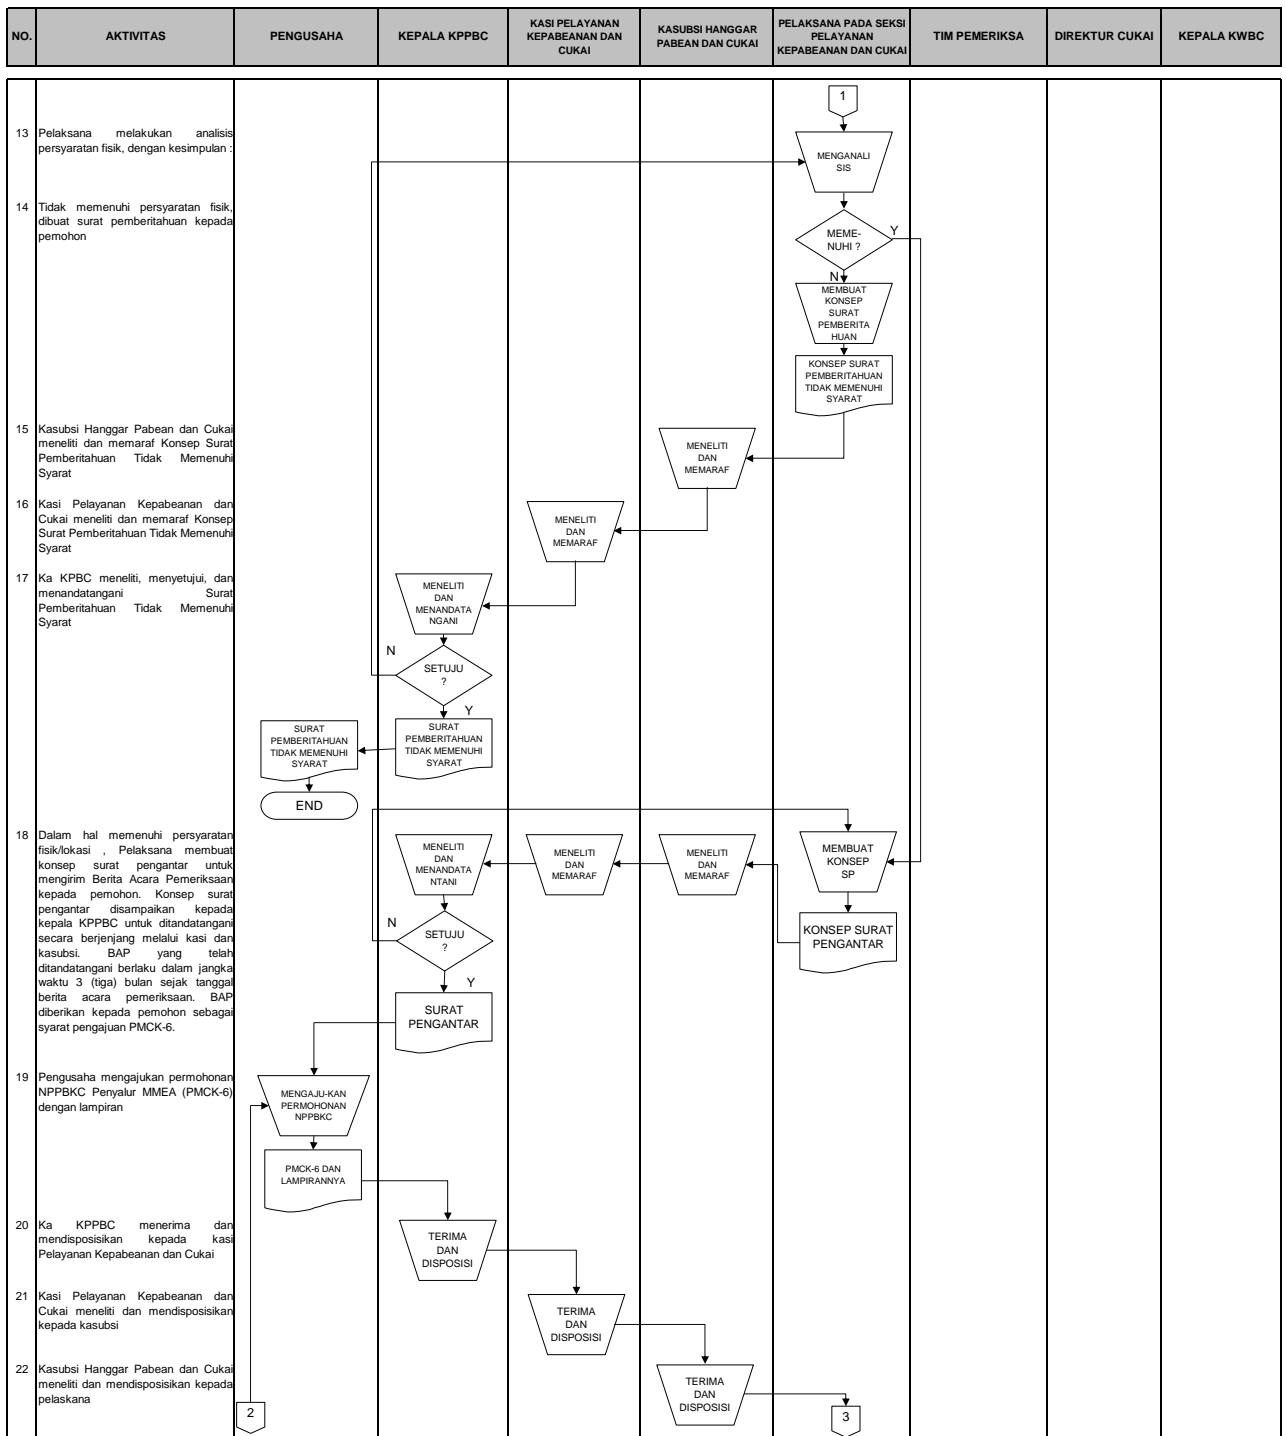 NO.
AKTIVITAS
PENGUSAHA
KEPALA KPPBC
KASI PELAYANAN
KEPABEANAN DAN
CUKAI
KASUBSI HANGGAR
PABEAN DAN CUKAI
PELAKSANA PADA SEKSI
PELAYANAN
KEPABEANAN DAN CUKAI
TIM PEMERIKSA
DIREKTUR CUKAI
KEPALA KWBC
1
13 Pelaksana melakukan analisis
persyaratan fisik, dengan kesimpulan :
MENGANALI
SIS
14 Tidak memenuhi persyaratan fisik,
dibuat surat pemberitahuan kepada
pemohon
MEME-
NUHI ?
Y
N
MEMBUAT
KONSEP
SURAT
PEMBERITA
HUAN
KONSEP SURAT
PEMBERITAHUAN
TIDAK MEMENUHI
SYARAT
15 Kasubsi Hanggar Pabean dan Cukai
meneliti dan memaraf Konsep Surat
Pemberitahuan Tidak Memenuhi
Syarat
MENELITI
DAN
MEMARAF
16 Kasi Pelayanan Kepabeanan dan
Cukai meneliti dan memaraf Konsep
Surat Pemberitahuan Tidak Memenuhi
Syarat
MENELITI
DAN
MEMARAF
17 Ka KPBC meneliti, menyetujui, dan
menandatangani Surat
Pemberitahuan Tidak Memenuhi
Syarat
MENELITI
DAN
MENANDATA
NGANI
N
SETUJU
?
Y
SURAT
PEMBERITAHUAN
TIDAK MEMENUHI
SYARAT
SURAT
PEMBERITAHUAN
TIDAK MEMENUHI
SYARAT
END
18 Dalam hal memenuhi persyaratan
fisik/lokasi , Pelaksana membuat
konsep surat pengantar untuk
mengirim Berita Acara Pemeriksaan
kepada pemohon. Konsep surat
pengantar disampaikan kepada
kepala KPPBC untuk ditandatangani
secara berjenjang melalui kasi dan
kasubsi. BAP yang telah
ditandatangani berlaku dalam jangka
waktu 3 (tiga) bulan sejak tanggal
berita acara pemeriksaan. BAP
diberikan kepada pemohon sebagai
syarat pengajuan PMCK-6.
MENELITI
DAN
MENANDATA
NTANI
MENELITI
DAN
MEMARAF
MENELITI
DAN
MEMARAF
MEMBUAT
KONSEP
SP
N
SETUJU
?
Y
KONSEP SURAT
PENGANTAR
SURAT
PENGANTAR
19 Pengusaha mengajukan permohonan
NPPBKC Penyalur MMEA (PMCK-6)
dengan lampiran
MENGAJU-KAN
PERMOHONAN
NPPBKC
PMCK-6 DAN
LAMPIRANNYA
20 Ka KPPBC menerima dan
mendisposisikan kepada kasi
Pelayanan Kepabeanan dan Cukai
TERIMA
DAN
DISPOSISI
21 Kasi Pelayanan Kepabeanan dan
Cukai meneliti dan mendisposisikan
kepada kasubsi
TERIMA
DAN
DISPOSISI
22 Kasubsi Hanggar Pabean dan Cukai
meneliti dan mendisposisikan kepada
pelaskana
TERIMA
DAN
DISPOSISI
2
3